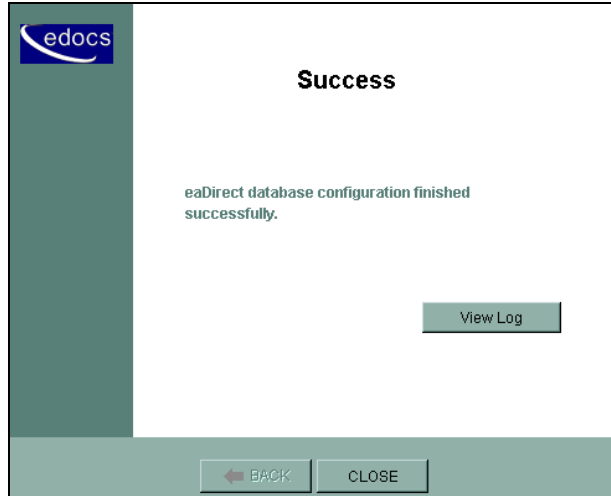 edocs
Success
eaDirect database configuration finished
successfully.
View Log
BACK
CLOSE